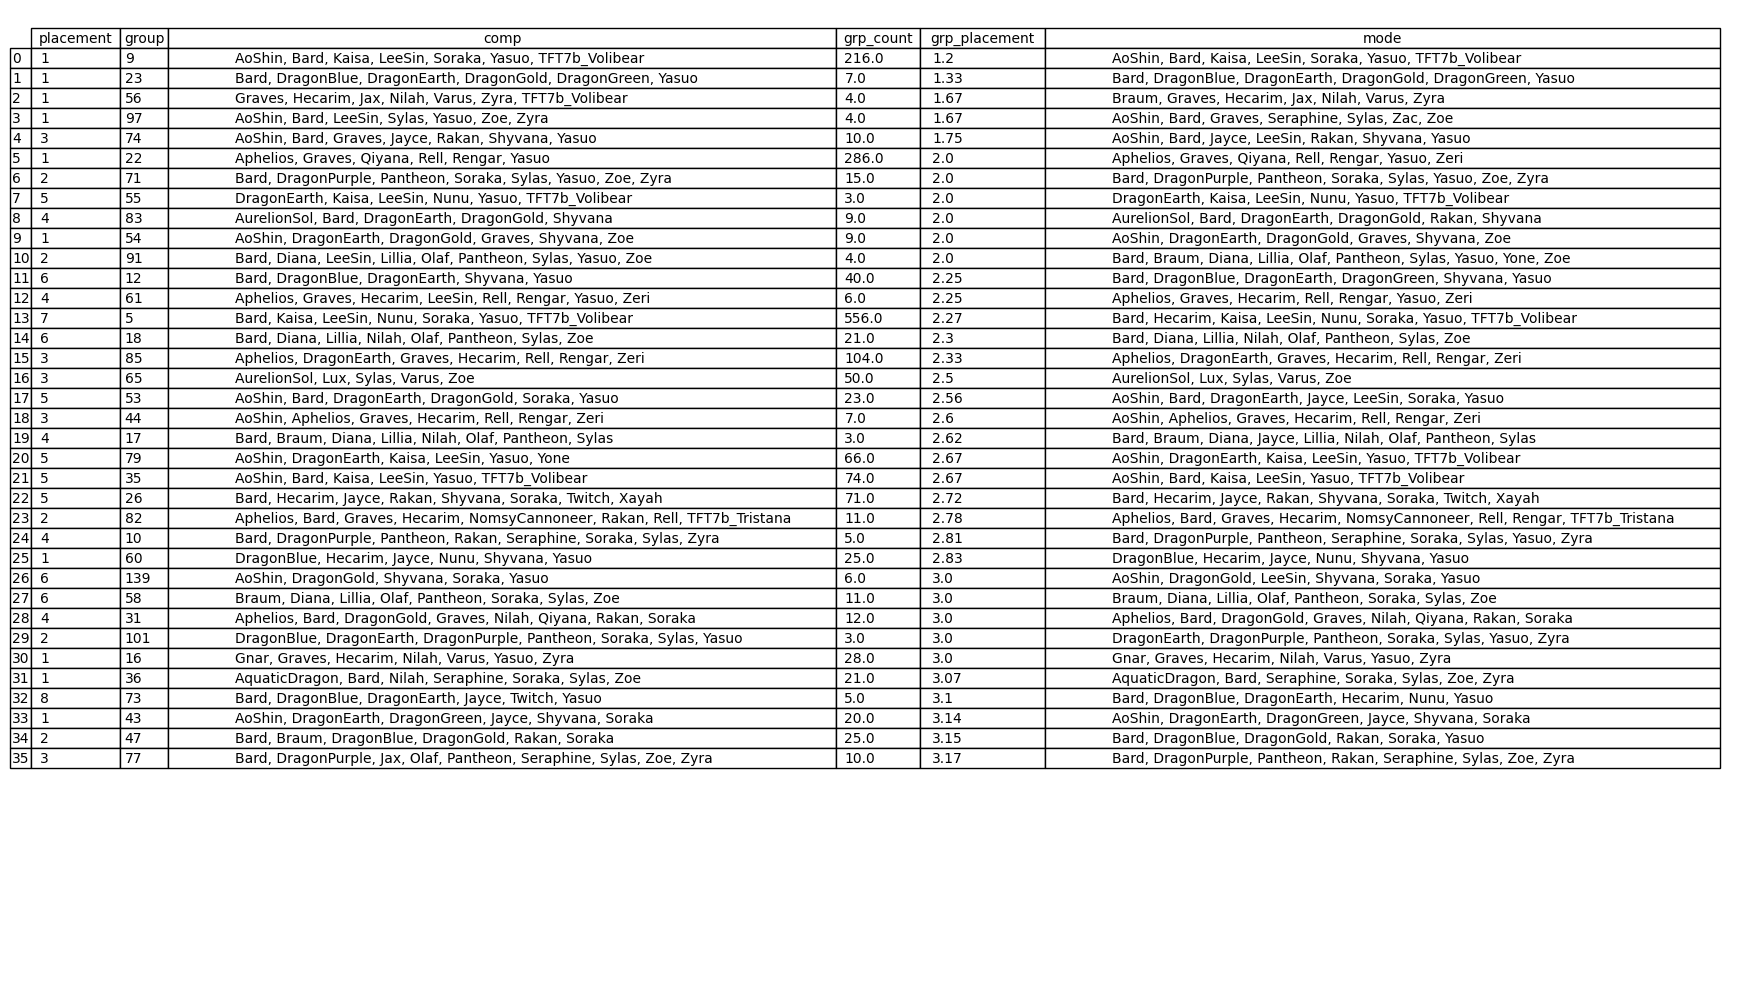 placement group comp grp_count grp_placement mode
0 1 9 AoShin, Bard, Kaisa, LeeSin, Soraka, Yasuo, TFT7b_Volibear 216.0 1.2 AoShin, Bard, Kaisa, LeeSin, Soraka, Yasuo, TFT7b_Volibear
1 1 23 Bard, DragonBlue, DragonEarth, DragonGold, DragonGreen, Yasuo 7.0 1.33 Bard, DragonBlue, DragonEarth, DragonGold, DragonGreen, Yasuo
2 1 56 Graves, Hecarim, Jax, Nilah, Varus, Zyra, TFT7b_Volibear 4.0 1.67 Braum, Graves, Hecarim, Jax, Nilah, Varus, Zyra
3 1 97 AoShin, Bard, LeeSin, Sylas, Yasuo, Zoe, Zyra 4.0 1.67 AoShin, Bard, Graves, Seraphine, Sylas, Zac, Zoe
4 3 74 AoShin, Bard, Graves, Jayce, Rakan, Shyvana, Yasuo 10.0 1.75 AoShin, Bard, Jayce, LeeSin, Rakan, Shyvana, Yasuo
5 1 22 Aphelios, Graves, Qiyana, Rell, Rengar, Yasuo 286.0 2.0 Aphelios, Graves, Qiyana, Rell, Rengar, Yasuo, Zeri
6 2 71 Bard, DragonPurple, Pantheon, Soraka, Sylas, Yasuo, Zoe, Zyra 15.0 2.0 Bard, DragonPurple, Pantheon, Soraka, Sylas, Yasuo, Zoe, Zyra
7 5 55 DragonEarth, Kaisa, LeeSin, Nunu, Yasuo, TFT7b_Volibear 3.0 2.0 DragonEarth, Kaisa, LeeSin, Nunu, Yasuo, TFT7b_Volibear
8 4 83 AurelionSol, Bard, DragonEarth, DragonGold, Shyvana 9.0 2.0 AurelionSol, Bard, DragonEarth, DragonGold, Rakan, Shyvana
9 1 54 AoShin, DragonEarth, DragonGold, Graves, Shyvana, Zoe 9.0 2.0 AoShin, DragonEarth, DragonGold, Graves, Shyvana, Zoe
10 2 91 Bard, Diana, LeeSin, Lillia, Olaf, Pantheon, Sylas, Yasuo, Zoe 4.0 2.0 Bard, Braum, Diana, Lillia, Olaf, Pantheon, Sylas, Yasuo, Yone, Zoe
11 6 12 Bard, DragonBlue, DragonEarth, Shyvana, Yasuo 40.0 2.25 Bard, DragonBlue, DragonEarth, DragonGreen, Shyvana, Yasuo
12 4 61 Aphelios, Graves, Hecarim, LeeSin, Rell, Rengar, Yasuo, Zeri 6.0 2.25 Aphelios, Graves, Hecarim, Rell, Rengar, Yasuo, Zeri
13 7 5 Bard, Kaisa, LeeSin, Nunu, Soraka, Yasuo, TFT7b_Volibear 556.0 2.27 Bard, Hecarim, Kaisa, LeeSin, Nunu, Soraka, Yasuo, TFT7b_Volibear
14 6 18 Bard, Diana, Lillia, Nilah, Olaf, Pantheon, Sylas, Zoe 21.0 2.3 Bard, Diana, Lillia, Nilah, Olaf, Pantheon, Sylas, Zoe
15 3 85 Aphelios, DragonEarth, Graves, Hecarim, Rell, Rengar, Zeri 104.0 2.33 Aphelios, DragonEarth, Graves, Hecarim, Rell, Rengar, Zeri
16 3 65 AurelionSol, Lux, Sylas, Varus, Zoe 50.0 2.5 AurelionSol, Lux, Sylas, Varus, Zoe
17 5 53 AoShin, Bard, DragonEarth, DragonGold, Soraka, Yasuo 23.0 2.56 AoShin, Bard, DragonEarth, Jayce, LeeSin, Soraka, Yasuo
18 3 44 AoShin, Aphelios, Graves, Hecarim, Rell, Rengar, Zeri 7.0 2.6 AoShin, Aphelios, Graves, Hecarim, Rell, Rengar, Zeri
19 4 17 Bard, Braum, Diana, Lillia, Nilah, Olaf, Pantheon, Sylas 3.0 2.62 Bard, Braum, Diana, Jayce, Lillia, Nilah, Olaf, Pantheon, Sylas
20 5 79 AoShin, DragonEarth, Kaisa, LeeSin, Yasuo, Yone 66.0 2.67 AoShin, DragonEarth, Kaisa, LeeSin, Yasuo, TFT7b_Volibear
21 5 35 AoShin, Bard, Kaisa, LeeSin, Yasuo, TFT7b_Volibear 74.0 2.67 AoShin, Bard, Kaisa, LeeSin, Yasuo, TFT7b_Volibear
22 5 26 Bard, Hecarim, Jayce, Rakan, Shyvana, Soraka, Twitch, Xayah 71.0 2.72 Bard, Hecarim, Jayce, Rakan, Shyvana, Soraka, Twitch, Xayah
23 2 82 Aphelios, Bard, Graves, Hecarim, NomsyCannoneer, Rakan, Rell, TFT7b_Tristana 11.0 2.78 Aphelios, Bard, Graves, Hecarim, NomsyCannoneer, Rell, Rengar, TFT7b_Tristana
24 4 10 Bard, DragonPurple, Pantheon, Rakan, Seraphine, Soraka, Sylas, Zyra 5.0 2.81 Bard, DragonPurple, Pantheon, Seraphine, Soraka, Sylas, Yasuo, Zyra
25 1 60 DragonBlue, Hecarim, Jayce, Nunu, Shyvana, Yasuo 25.0 2.83 DragonBlue, Hecarim, Jayce, Nunu, Shyvana, Yasuo
26 6 139 AoShin, DragonGold, Shyvana, Soraka, Yasuo 6.0 3.0 AoShin, DragonGold, LeeSin, Shyvana, Soraka, Yasuo
27 6 58 Braum, Diana, Lillia, Olaf, Pantheon, Soraka, Sylas, Zoe 11.0 3.0 Braum, Diana, Lillia, Olaf, Pantheon, Soraka, Sylas, Zoe
28 4 31 Aphelios, Bard, DragonGold, Graves, Nilah, Qiyana, Rakan, Soraka 12.0 3.0 Aphelios, Bard, DragonGold, Graves, Nilah, Qiyana, Rakan, Soraka
29 2 101 DragonBlue, DragonEarth, DragonPurple, Pantheon, Soraka, Sylas, Yasuo 3.0 3.0 DragonEarth, DragonPurple, Pantheon, Soraka, Sylas, Yasuo, Zyra
30 1 16 Gnar, Graves, Hecarim, Nilah, Varus, Yasuo, Zyra 28.0 3.0 Gnar, Graves, Hecarim, Nilah, Varus, Yasuo, Zyra
31 1 36 AquaticDragon, Bard, Nilah, Seraphine, Soraka, Sylas, Zoe 21.0 3.07 AquaticDragon, Bard, Seraphine, Soraka, Sylas, Zoe, Zyra
32 8 73 Bard, DragonBlue, DragonEarth, Jayce, Twitch, Yasuo 5.0 3.1 Bard, DragonBlue, DragonEarth, Hecarim, Nunu, Yasuo
33 1 43 AoShin, DragonEarth, DragonGreen, Jayce, Shyvana, Soraka 20.0 3.14 AoShin, DragonEarth, DragonGreen, Jayce, Shyvana, Soraka
34 2 47 Bard, Braum, DragonBlue, DragonGold, Rakan, Soraka 25.0 3.15 Bard, DragonBlue, DragonGold, Rakan, Soraka, Yasuo
35 3 77 Bard, DragonPurple, Jax, Olaf, Pantheon, Seraphine, Sylas, Zoe, Zyra 10.0 3.17 Bard, DragonPurple, Pantheon, Rakan, Seraphine, Sylas, Zoe, Zyra